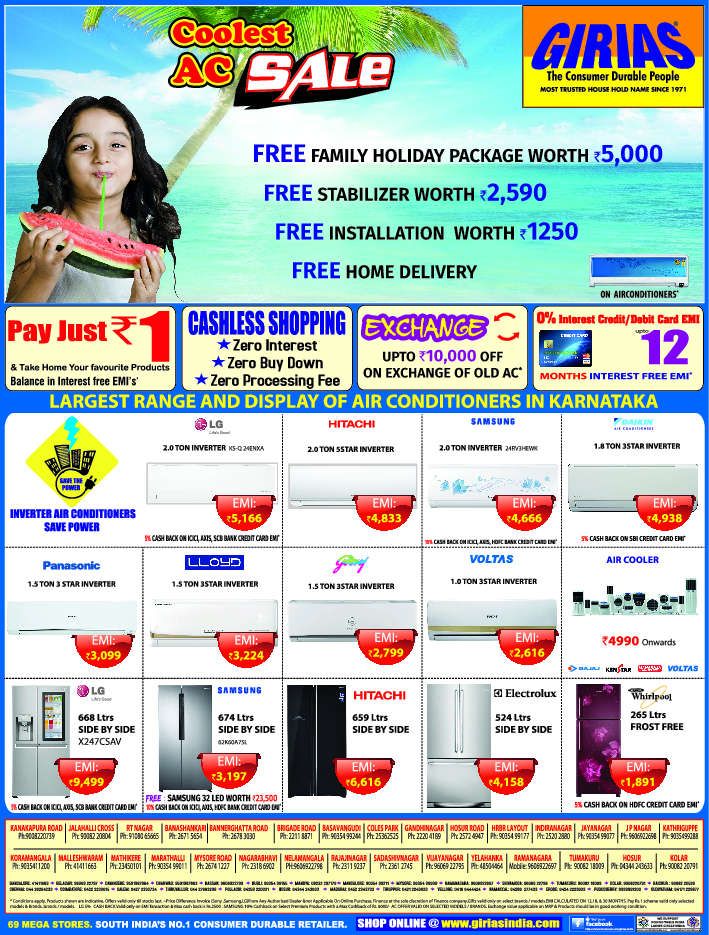 Coolest
AC SALE
GIRIAS
The Consumer Durable People
MOST TRUSTED HOUSE HOLD NAME SINCE 1971
FREE FAMILY HOLIDAY PACKAGE WORTH ₹5,000
FREE STABILIZER WORTH ₹2,590
FREE INSTALLATION WORTH ₹1250
FREE HOME DELIVERY
ON AIRCONDITIONERS*
Pay Just ₹1
& Take Home Your favourite Products
Balance in Interest free EMI's*
CASHLESS SHOPPING
★ Zero Interest
★ Zero Buy Down
★ Zero Processing Fee
EXCHANGE
UPTO ₹10,000 OFF
ON EXCHANGE OF OLD AC*
0% Interest Credit/Debit Card EMI
CREDIT CARD
upto
12
MONTHS INTEREST FREE EMI*
LARGEST RANGE AND DISPLAY OF AIR CONDITIONERS IN KARNATAKA
SAVE THE
POWER
INVERTER AIR CONDITIONERS
SAVE POWER
LG
Life's Good
2.0 TON INVERTER KS-Q 24ENXA
EMI:
₹5,166
5% CASH BACK ON ICICI, AXIS, SCB BANK CREDIT CARD EMI*
HITACHI
2.0 TON 5STAR INVERTER
EMI:
₹4,833
SAMSUNG
2.0 TON INVERTER 24RV3HEWK
EMI:
₹4,666
10% CASH BACK ON ICICI, AXIS, HDFC BANK CREDIT CARD EMI*
DAIKIN
AIR CONDITIONERS
1.8 TON 3STAR INVERTER
EMI:
₹4,938
5% CASH BACK ON SBI CREDIT CARD EMI*
Panasonic
1.5 TON 3 STAR INVERTER
EMI:
₹3,099
LLOYD
1.5 TON 3STAR INVERTER
EMI:
₹3,224
Godrej
1.5 TON 3STAR INVERTER
EMI:
₹2,799
VOLTAS
1.0 TON 3STAR INVERTER
EMI:
₹2,616
AIR COOLER
₹4990 Onwards
BAJAJ KENSTAR VOLTAS
LG
Life's Good
668 Ltrs
SIDE BY SIDE
X247CSAV
EMI:
₹9,499
5% CASH BACK ON ICICI, AXIS, SCB BANK CREDIT CARD EMI*
SAMSUNG
674 Ltrs
SIDE BY SIDE
62K60A7SL
EMI:
₹3,197
FREE : SAMSUNG 32 LED WORTH ₹23,500
10% CASH BACK ON ICICI, AXIS, HDFC BANK CREDIT CARD EMI*
HITACHI
659 Ltrs
SIDE BY SIDE
EMI:
₹6,616
Electrolux
524 Ltrs
SIDE BY SIDE
EMI:
₹4,158
Whirlpool
265 Ltrs
FROST FREE
EMI:
₹1,891
5% CASH BACK ON HDFC CREDIT CARD EMI*
KANAKAPURA ROAD JALAHALLI CROSS RT NAGAR BANASHANKARI BANNERGHATTA ROAD BRIGADE ROAD BASAVANGUDI COLES PARK GANDHINAGAR HOSUR ROAD HRBR LAYOUT INDIRANAGAR JAYANAGAR J P NAGAR KATHRIGUPPE
Ph:9008220739 Ph: 90082 20804 Ph: 91080 65665 Ph: 2671 5654 Ph: 2678 3030 Ph: 2211 8871 Ph: 90354 99244 Ph: 25362525 Ph: 2220 4189 Ph: 2572 4947 Ph: 90354 99177 Ph: 2520 2880 Ph: 90354 99077 Ph: 9606922698 Ph: 9035499288
KORAMANGALA MALLESHWARAM MATHIKERE MARATHALLI MYSORE ROAD NAGARABHAVI NELAMANGALA RAJAJINAGAR SADASHIVNAGAR VIJAYANAGAR YELAHANKA RAMANAGARA TUMAKURU HOSUR KOLAR
Ph: 9035411200 Ph: 41411663 Ph: 23450101 Ph: 90354 99011 Ph: 2674 1227 Ph: 2318 6902 PH:9606922798 Ph: 2311 9237 Ph: 2361 2745 Ph: 96069 22795 Ph: 48504464 Mobile: 9606922697 Ph: 90082 18009 Ph: 04344 243633 Ph: 90082 20791
69 MEGA STORES. SOUTH INDIA'S NO.1 CONSUMER DURABLE RETAILER.
SHOP ONLINE @ www.giriasindia.com
facebook